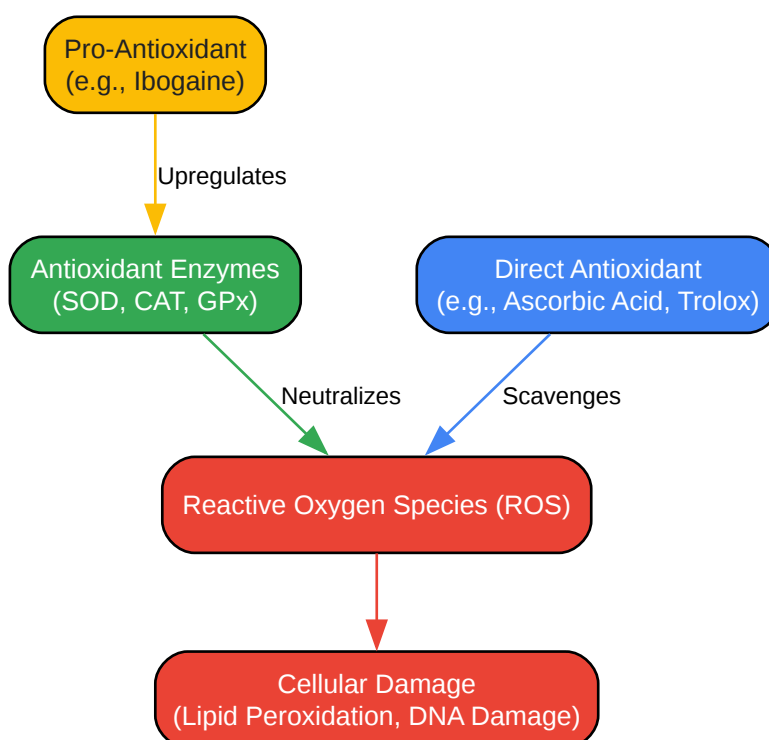 Pro-Antioxidant
(e.g., Ibogaine)
Upregulates
Antioxidant Enzymes
(SOD, CAT, GPx)
Direct Antioxidant
(e.g., Ascorbic Acid, Trolox)
Neutralizes
Scavenges
Reactive Oxygen Species (ROS)
Cellular Damage
(Lipid Peroxidation, DNA Damage)